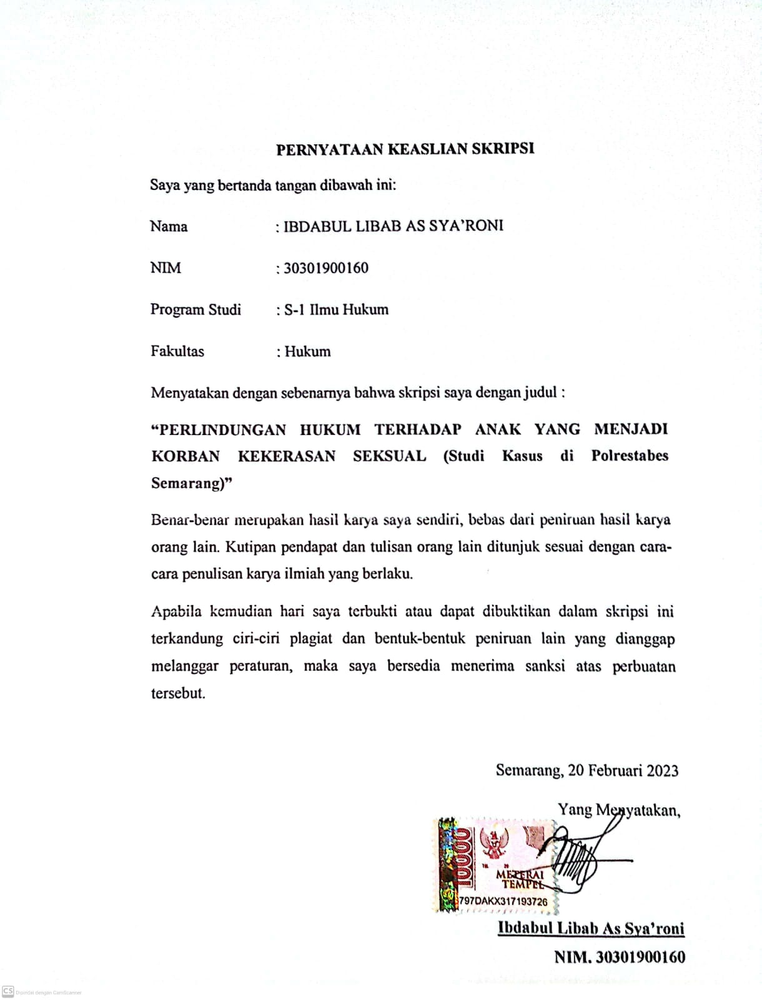 PERNYATAAN KEASLIAN SKRIPSI
Saya yang bertanda tangan dibawah ini:
Nama : IBDABUL LIBAB AS SYA'RONI
NIM : 30301900160
Program Studi : S-1 Ilmu Hukum
Fakultas : Hukum
Menyatakan dengan sebenarnya bahwa skripsi saya dengan judul :
“PERLINDUNGAN HUKUM TERHADAP ANAK YANG MENJADI
KORBAN KEKERASAN SEKSUAL (Studi Kasus di Polrestabes
Semarang)”
Benar-benar merupakan hasil karya saya sendiri, bebas dari peniruan hasil karya
orang lain. Kutipan pendapat dan tulisan orang lain ditunjuk sesuai dengan cara-
cara penulisan karya ilmiah yang berlaku.
Apabila kemudian hari saya terbukti atau dapat dibuktikan dalam skripsi ini
terkandung ciri-ciri plagiat dan bentuk-bentuk peniruan lain yang dianggap
melanggar peraturan, maka saya bersedia menerima sanksi atas perbuatan
tersebut.
Semarang, 20 Februari 2023
Yang Menyatakan,
10000
TGL 20
METERAI
TEMPEL
797DAKX317193726
Ibdabul Libab As Sya'roni
NIM. 30301900160
CS Dipindai dengan CamScanner